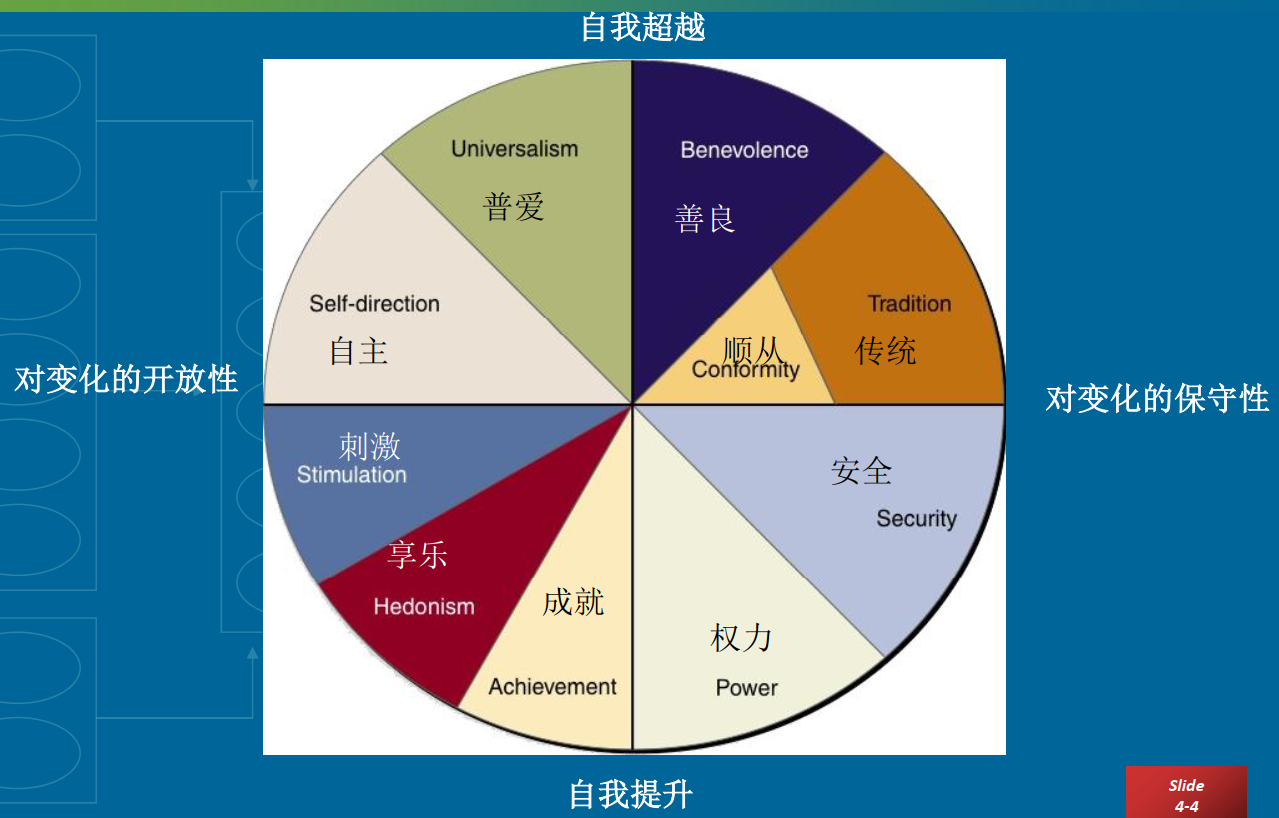 自我超越
Universalism
普爱
Benevolence
善良
Self-direction
自主
Tradition
传统
顺从
Conformity
对变化的开放性
对变化的保守性
刺激
Stimulation
安全
Security
享乐
Hedonism
成就
Achievement
权力
Power
自我提升
Slide
4-4